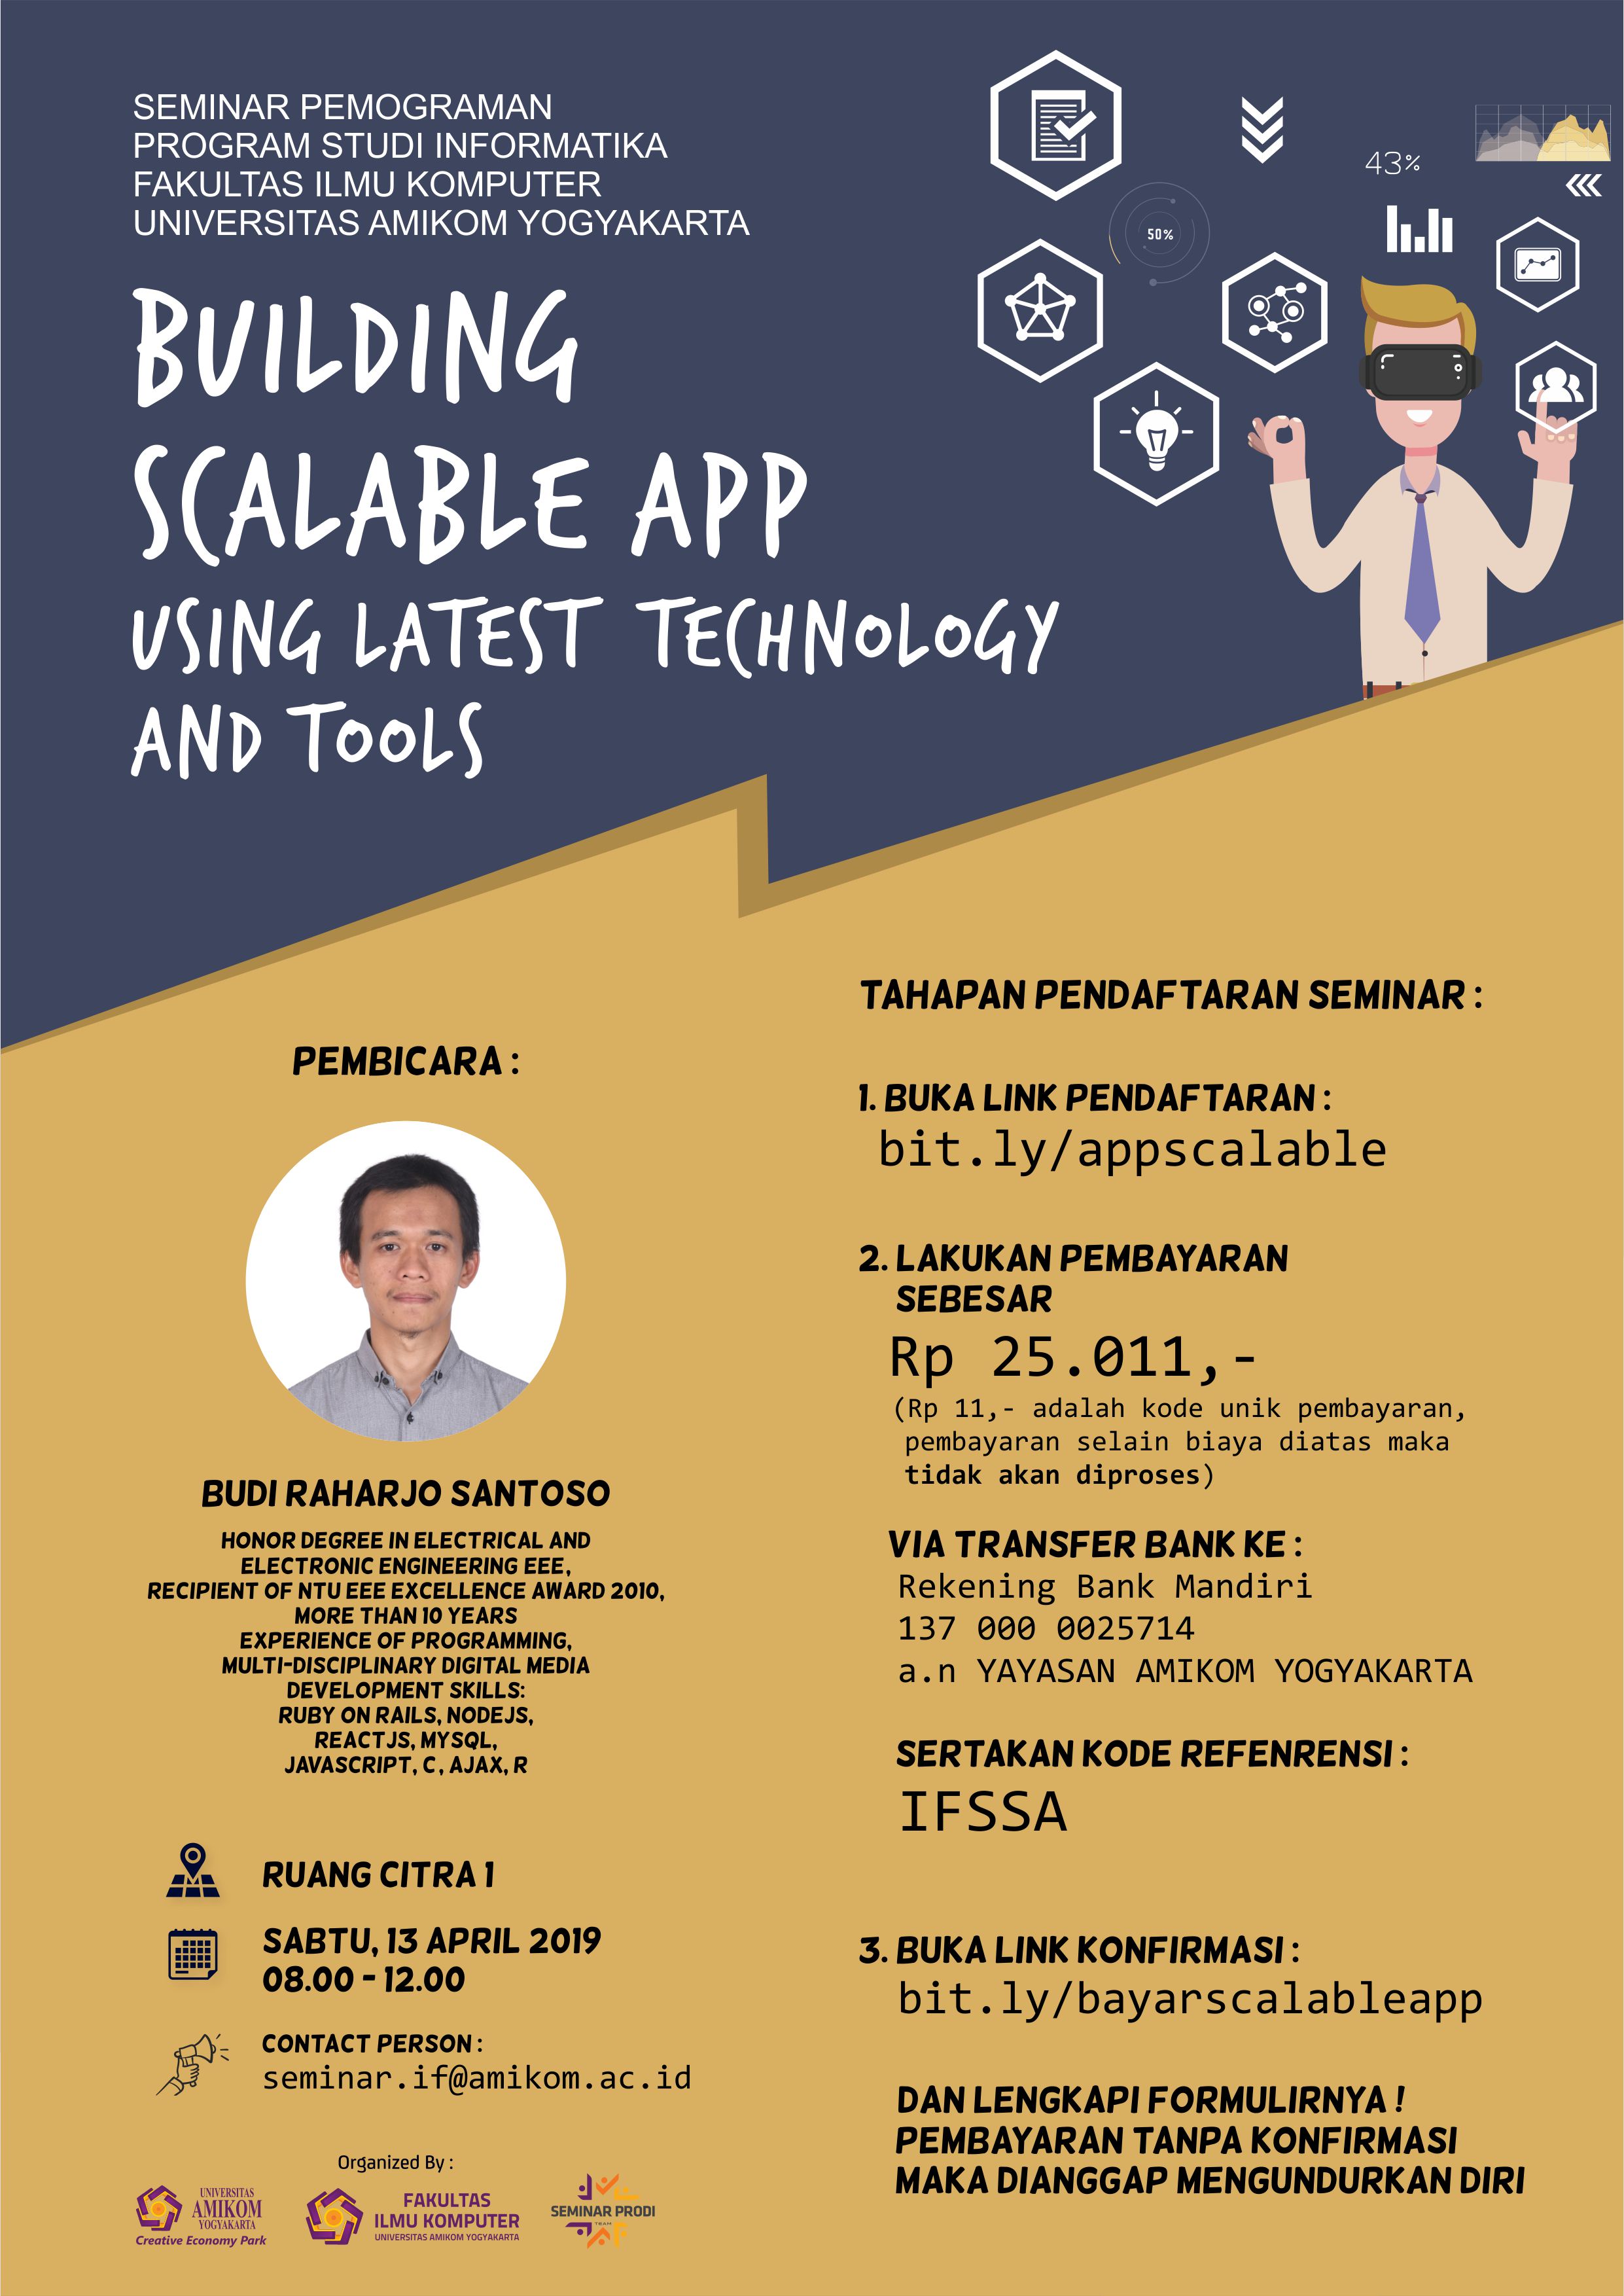 SEMINAR PEMOGRAMAN
PROGRAM STUDI INFORMATIKA
FAKULTAS ILMU KOMPUTER
UNIVERSITAS AMIKOM YOGYAKARTA
BUILDING
SCALABLE APP
USING LATEST TECHNOLOGY
AND TOOLS
50%
43%
PEMBICARA :
BUDI RAHARJO SANTOSO
HONOR DEGREE IN ELECTRICAL AND
ELECTRONIC ENGINEERING EEE,
RECIPIENT OF NTU EEE EXCELLENCE AWARD 2010,
MORE THAN 10 YEARS
EXPERIENCE OF PROGRAMMING,
MULTI-DISCIPLINARY DIGITAL MEDIA
DEVELOPMENT SKILLS:
RUBY ON RAILS, NODEJS,
REACTJS, MYSQL,
JAVASCRIPT, C, AJAX, R
RUANG CITRA 1
SABTU, 13 APRIL 2019
08.00 - 12.00
CONTACT PERSON :
seminar.if@amikom.ac.id
Organized By :
UNIVERSITAS
AMIKOM
YOGYAKARTA
Creative Economy Park
FAKULTAS
ILMU KOMPUTER
UNIVERSITAS AMIKOM YOGYAKARTA
SEMINAR PRODI
TEAM
TAHAPAN PENDAFTARAN SEMINAR :
1. BUKA LINK PENDAFTARAN :
bit.ly/appscalable
2. LAKUKAN PEMBAYARAN
SEBESAR
Rp 25.011,-
(Rp 11,- adalah kode unik pembayaran,
pembayaran selain biaya diatas maka
tidak akan diproses)
VIA TRANSFER BANK KE :
Rekening Bank Mandiri
137 000 0025714
a.n YAYASAN AMIKOM YOGYAKARTA
SERTAKAN KODE REFENRENSI :
IFSSA
3. BUKA LINK KONFIRMASI :
bit.ly/bayarscalableapp
DAN LENGKAPI FORMULIRNYA !
PEMBAYARAN TANPA KONFIRMASI
MAKA DIANGGAP MENGUNDURKAN DIRI